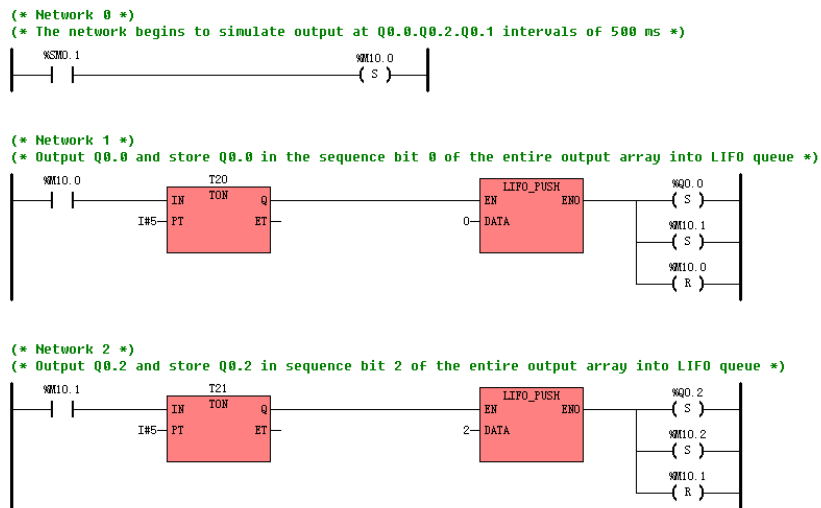 (* Network 0 *)
(* The network begins to simulate output at Q0.0.Q0.2.Q0.1 intervals of 500 ms *)
%SM0.1 %M10.0
S
(* Network 1 *)
(* Output Q0.0 and store Q0.0 in the sequence bit 0 of the entire output array into LIFO queue *)
%M10.0 T20 LIFO_PUSH %Q0.0
TON
IN Q EN ENO S
I#5 PT ET 0 DATA %M10.1
S
%M10.0
R
(* Network 2 *)
(* Output Q0.2 and store Q0.2 in sequence bit 2 of the entire output array into LIFO queue *)
%M10.1 T21 LIFO_PUSH %Q0.2
TON
IN Q EN ENO S
I#5 PT ET 2 DATA %M10.2
S
%M10.1
R